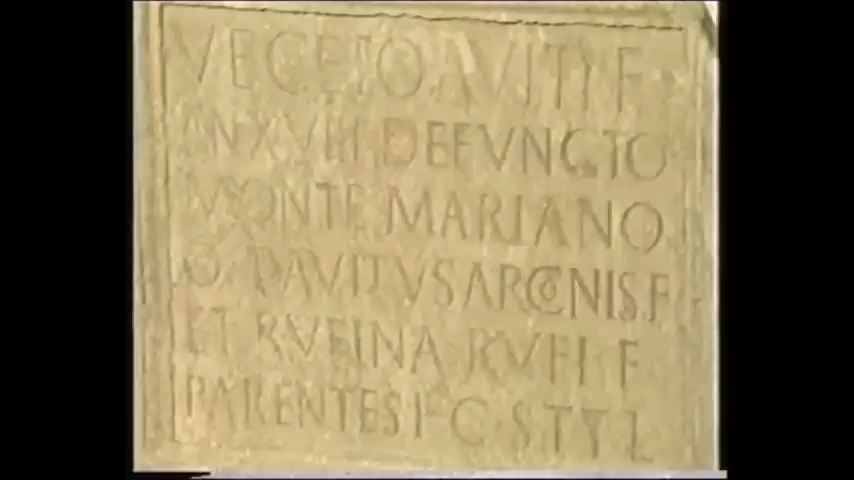 VEGETO AVITI F
AN XVIII DEFVNCTO
MONTE MARIANO
AVITVS ARCONIS F
ET RVFINA RVFI F
PARENTES F C S T T L